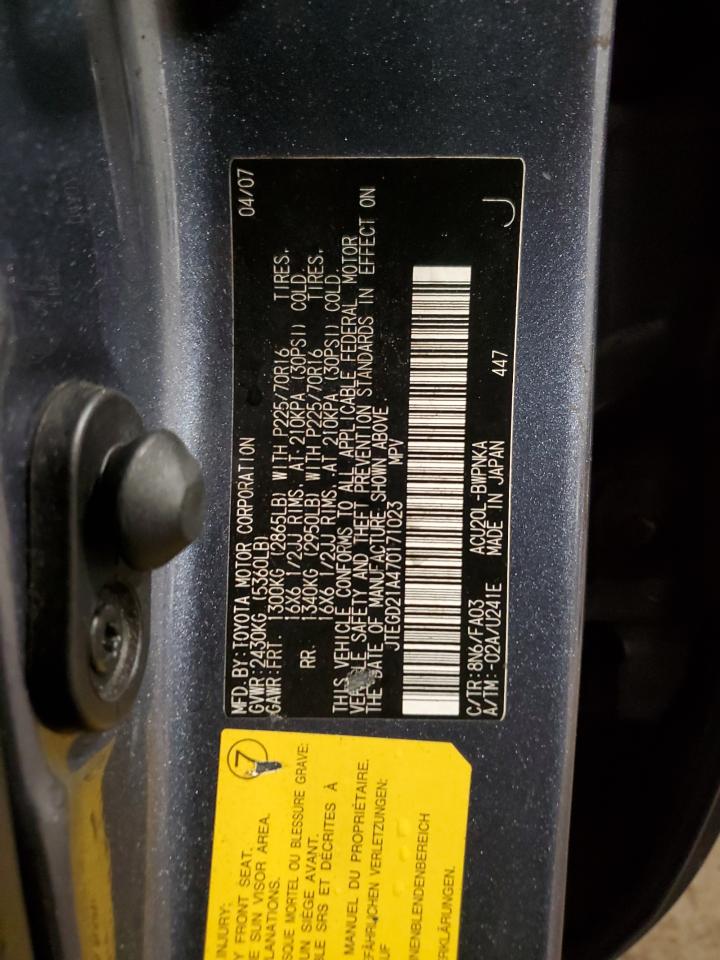 MFD BY:TOYOTA MOTOR CORPORATION 04/07
GVWR:2430KG (5360LB)
GAWR:FRT 1300KG (2865LB) WITH P225/70R16 TIRES,
16X6 1/2JJ RIMS, AT 210KPA (30PSI) COLD.
RR. 1340KG (2950LB) WITH P225/70R16 TIRES,
16X6 1/2JJ RIMS, AT 210KPA (30PSI) COLD.
THIS VEHICLE CONFORMS TO ALL APPLICABLE FEDERAL MOTOR
VEHICLE SAFETY AND THEFT PREVENTION STANDARDS IN EFFECT ON
THE DATE OF MANUFACTURE SHOWN ABOVE.
JTEGD21A470171023 MPV
C/TR:8N6/FA03 ACU20L-BWPNKA 447
A/TM:-02A/U241E MADE IN JAPAN J
7
INJURY:
FRONT SEAT.
SUN VISOR AREA.
MORTEL OU BLESSURE GRAVE:
UN SIÈGE AVANT.
SRS ET DÉCRITES À
MANUEL DU PROPRIÉTAIRE.
VERLETZUNGEN: